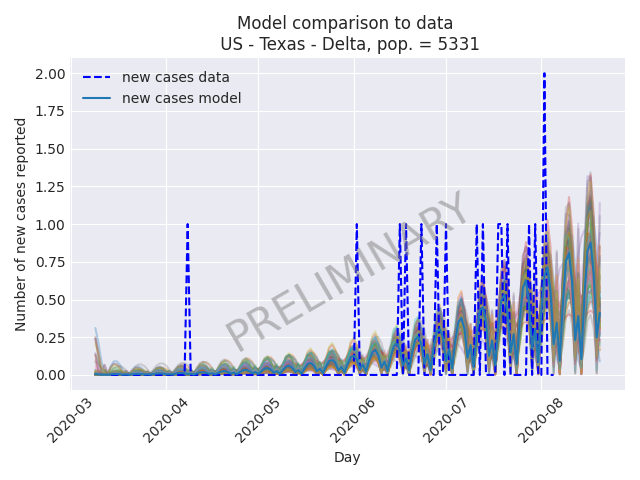 Model comparison to data
US - Texas - Delta, pop. = 5331
2.00
1.75
1.50
1.25
1.00
0.75
0.50
0.25
0.00
Number of new cases reported
new cases data
new cases model
PRELIMINARY
2020-03
2020-04
2020-05
2020-06
2020-07
2020-08
Day